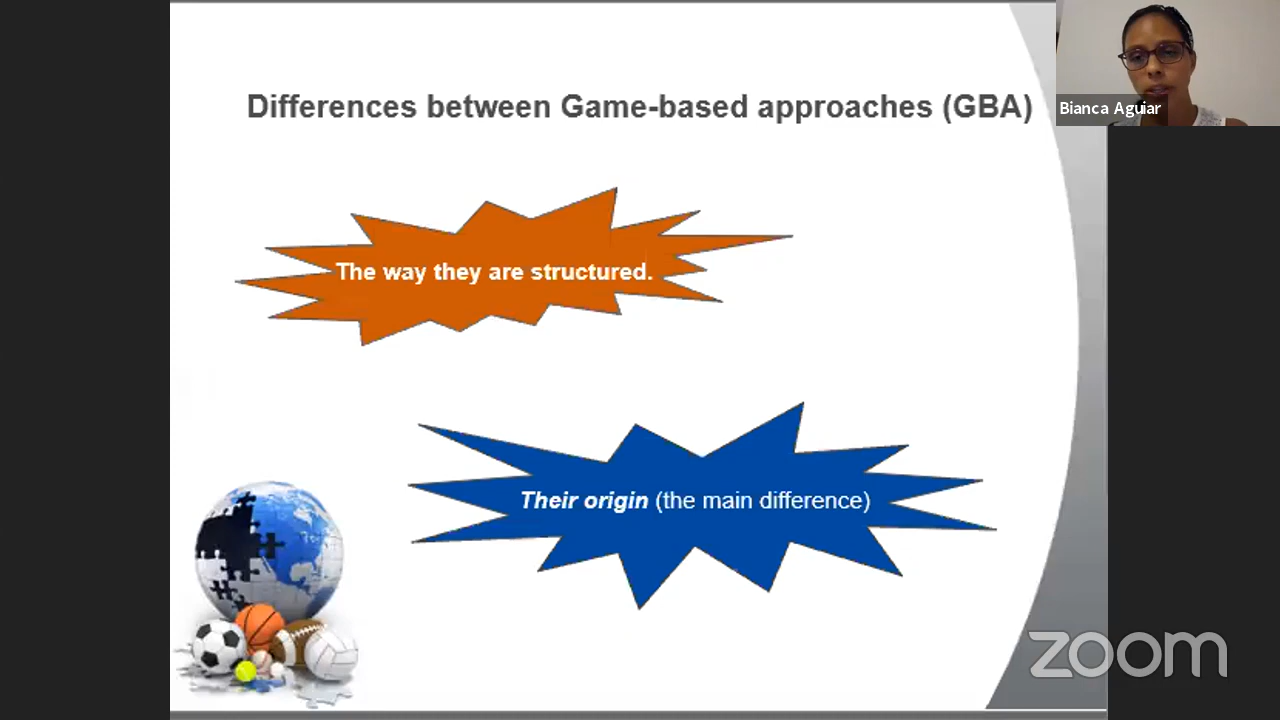 Differences between Game-based approaches (GBA)
Bianca Aguiar
The way they are structured.
Their origin (the main difference)
zoom